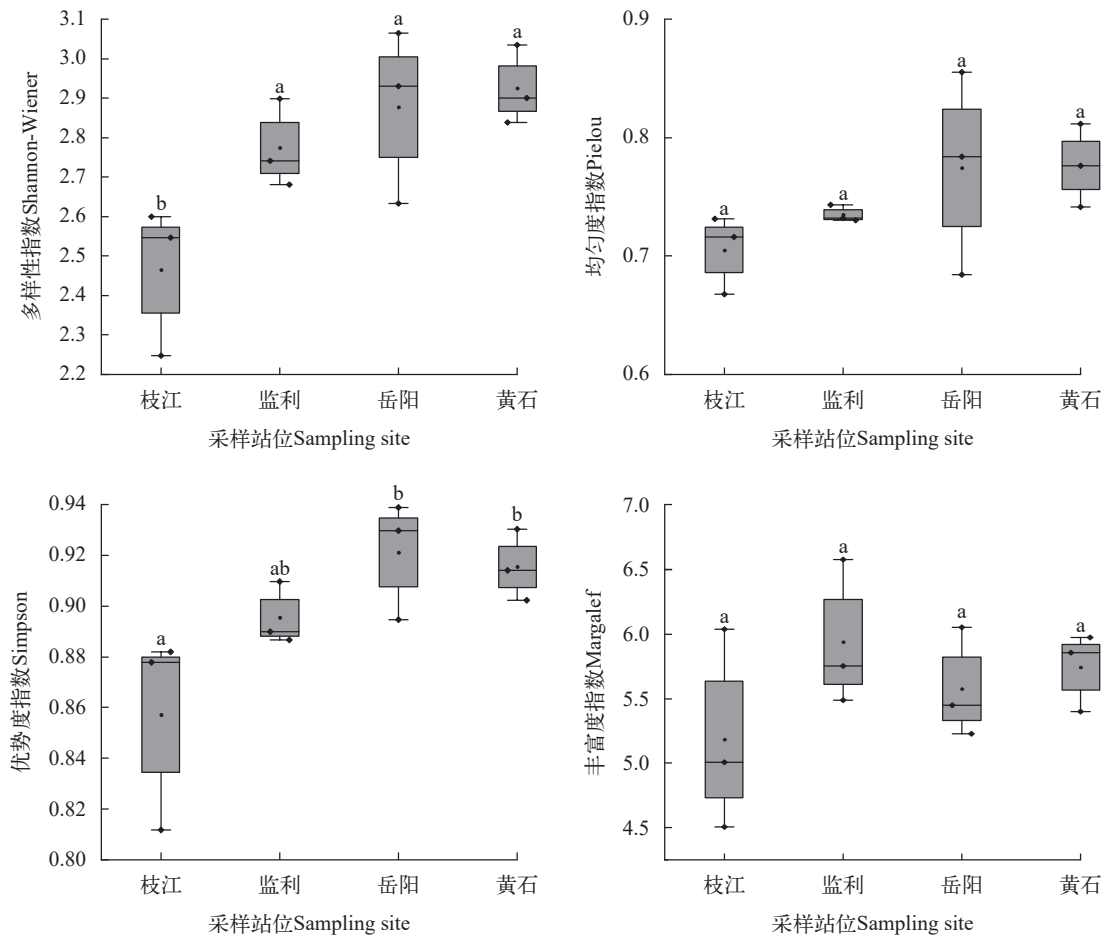 多样性指数Shannon-Wiener
3.1
3.0
2.9
2.8
2.7
2.6
2.5
2.4
2.3
2.2
b
a
a
a
枝江
监利
岳阳
黄石
采样站位Sampling site
均匀度指数Pielou
0.9
0.8
0.7
0.6
a
a
a
a
枝江
监利
岳阳
黄石
采样站位Sampling site
优势度指数Simpson
0.94
0.92
0.90
0.88
0.86
0.84
0.82
0.80
a
ab
b
b
枝江
监利
岳阳
黄石
采样站位Sampling site
丰富度指数Margalef
7.0
6.5
6.0
5.5
5.0
4.5
a
a
a
a
枝江
监利
岳阳
黄石
采样站位Sampling site